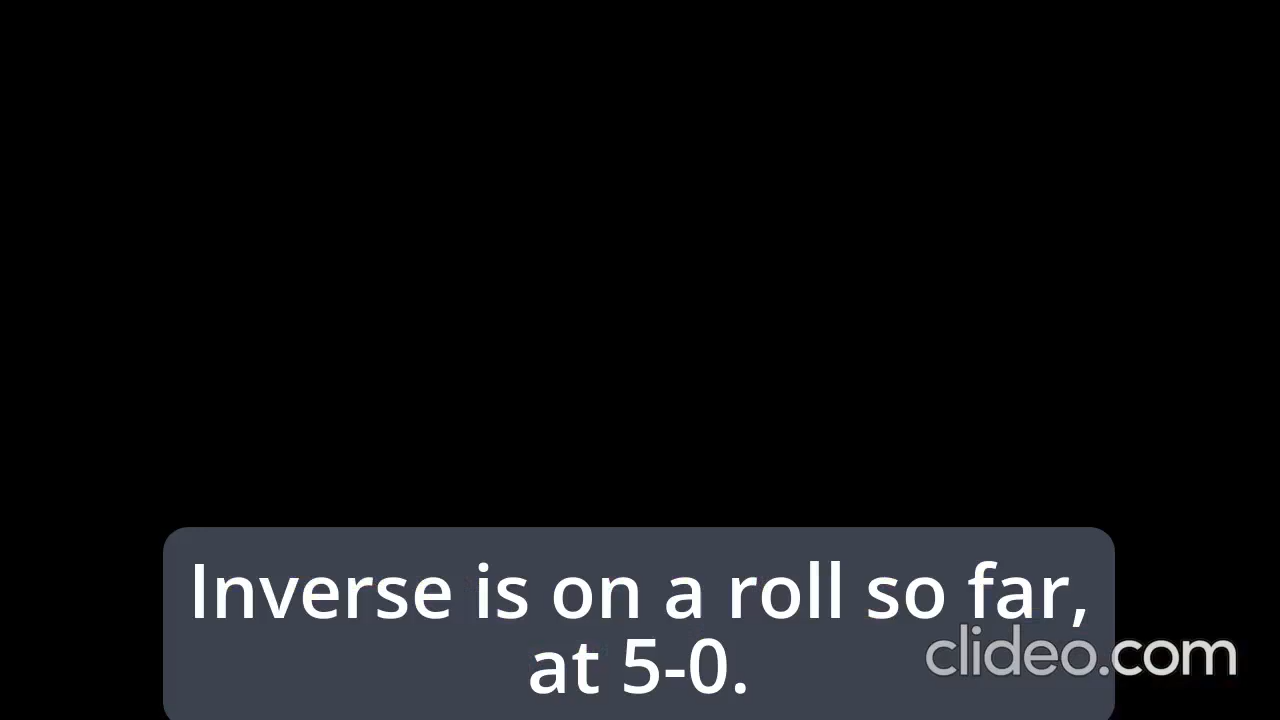 Inverse is on a roll so far,
at 5-0.
clideo.com